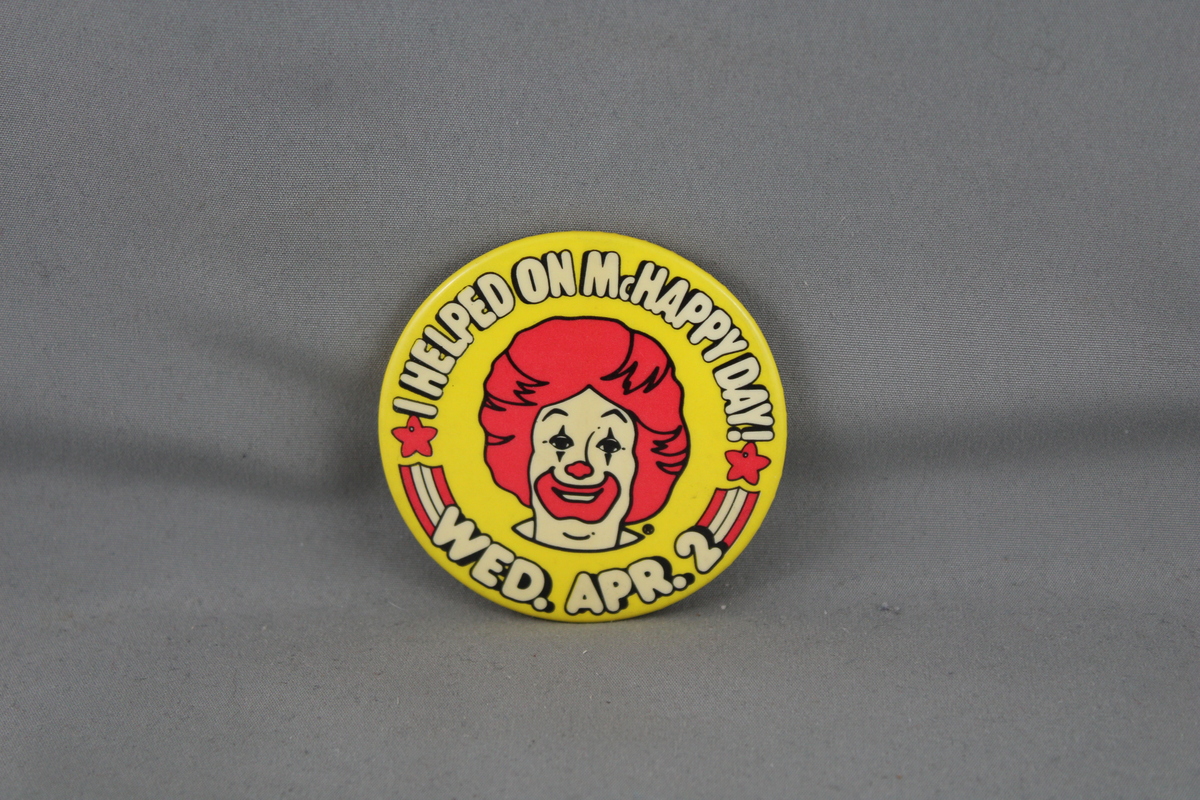 I HELPED ON McHAPPY DAY!
WED. APR. 2
®